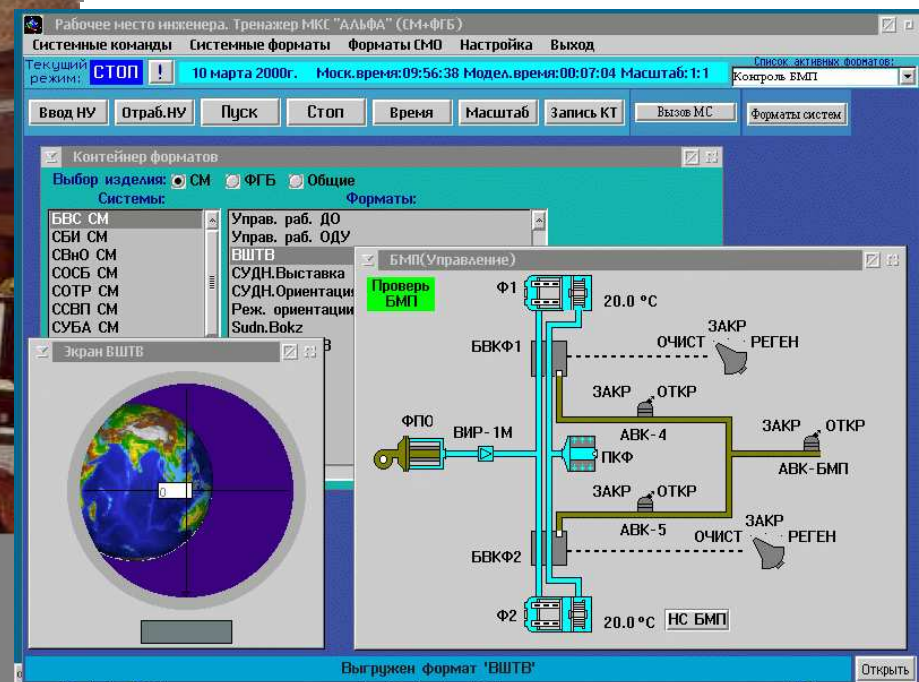 Рабочее место инженера. Тренажер МКС "АЛЬФА" (СМ+ФГБ)
Системные команды Системные форматы Форматы СМО Настройка Выход
Текущий режим: СТОП ! 10 марта 2000г. Моск.время:09:56:38 Модел.время:00:07:04 Масштаб:1:1
Список активных форматов:
Контроль БМП
Ввод НУ Отраб.НУ Пуск Стоп Время Масштаб Запись КТ Вызов МС Форматы систем
Контейнер форматов
Выбор изделия: СМ ФГБ Общие
Системы: Форматы:
БВС СМ Управ. раб. ДО
СБИ СМ Управ. раб. ОДУ
СВнО СМ ВШТВ
СОСБ СМ СУДН.Выставка
СОТР СМ СУДН.Ориентация
ССВП СМ Реж. ориентации
СУБА СМ Sudn.Bokz
Экран ВШТВ
0
БМП(Управление)
Проверь
БМП
Ф1
20.0 °C
БВКФ1
ОЧИСТ ЗАКР РЕГЕН
ЗАКР ОТКР
АВК-4
ФПО
ВИР-1М
ПКФ
ЗАКР ОТКР
АВК-БМП
ЗАКР ОТКР
АВК-5
ОЧИСТ ЗАКР РЕГЕН
БВКФ2
Ф2
20.0 °C НС БМП
Выгружен формат 'ВШТВ'
Открыть